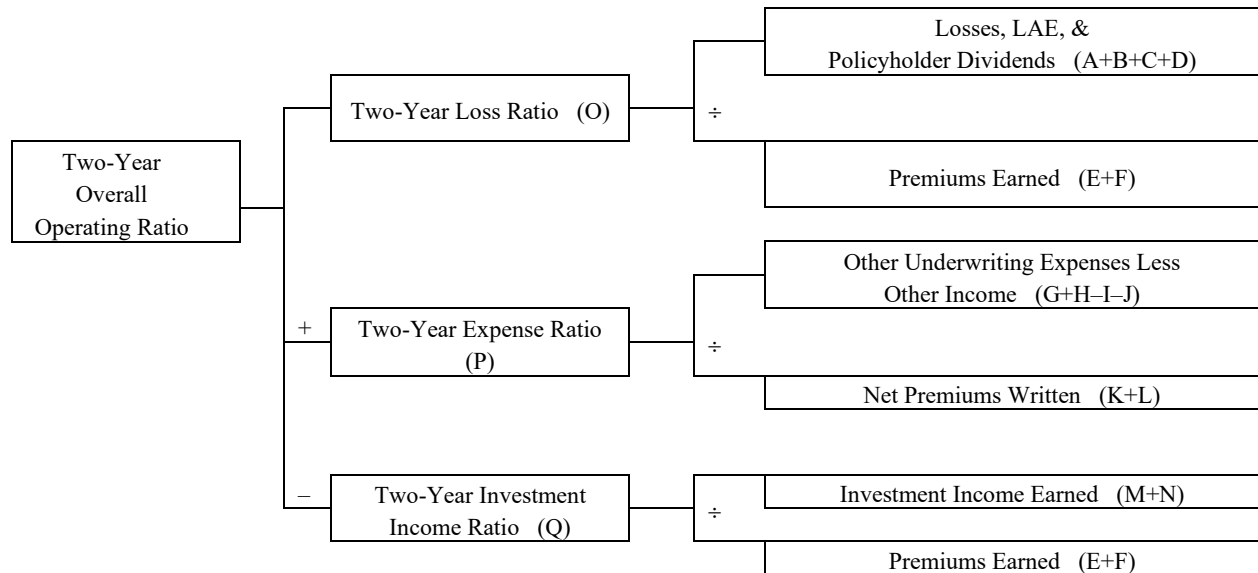 Losses, LAE, &
Policyholder Dividends (A+B+C+D)
Two-Year Loss Ratio (O)
÷
Two-Year
Overall
Operating Ratio
Premiums Earned (E+F)
Other Underwriting Expenses Less
Other Income (G+H–I–J)
+
Two-Year Expense Ratio
(P)
÷
Net Premiums Written (K+L)
–
Two-Year Investment
Income Ratio (Q)
÷
Investment Income Earned (M+N)
Premiums Earned (E+F)